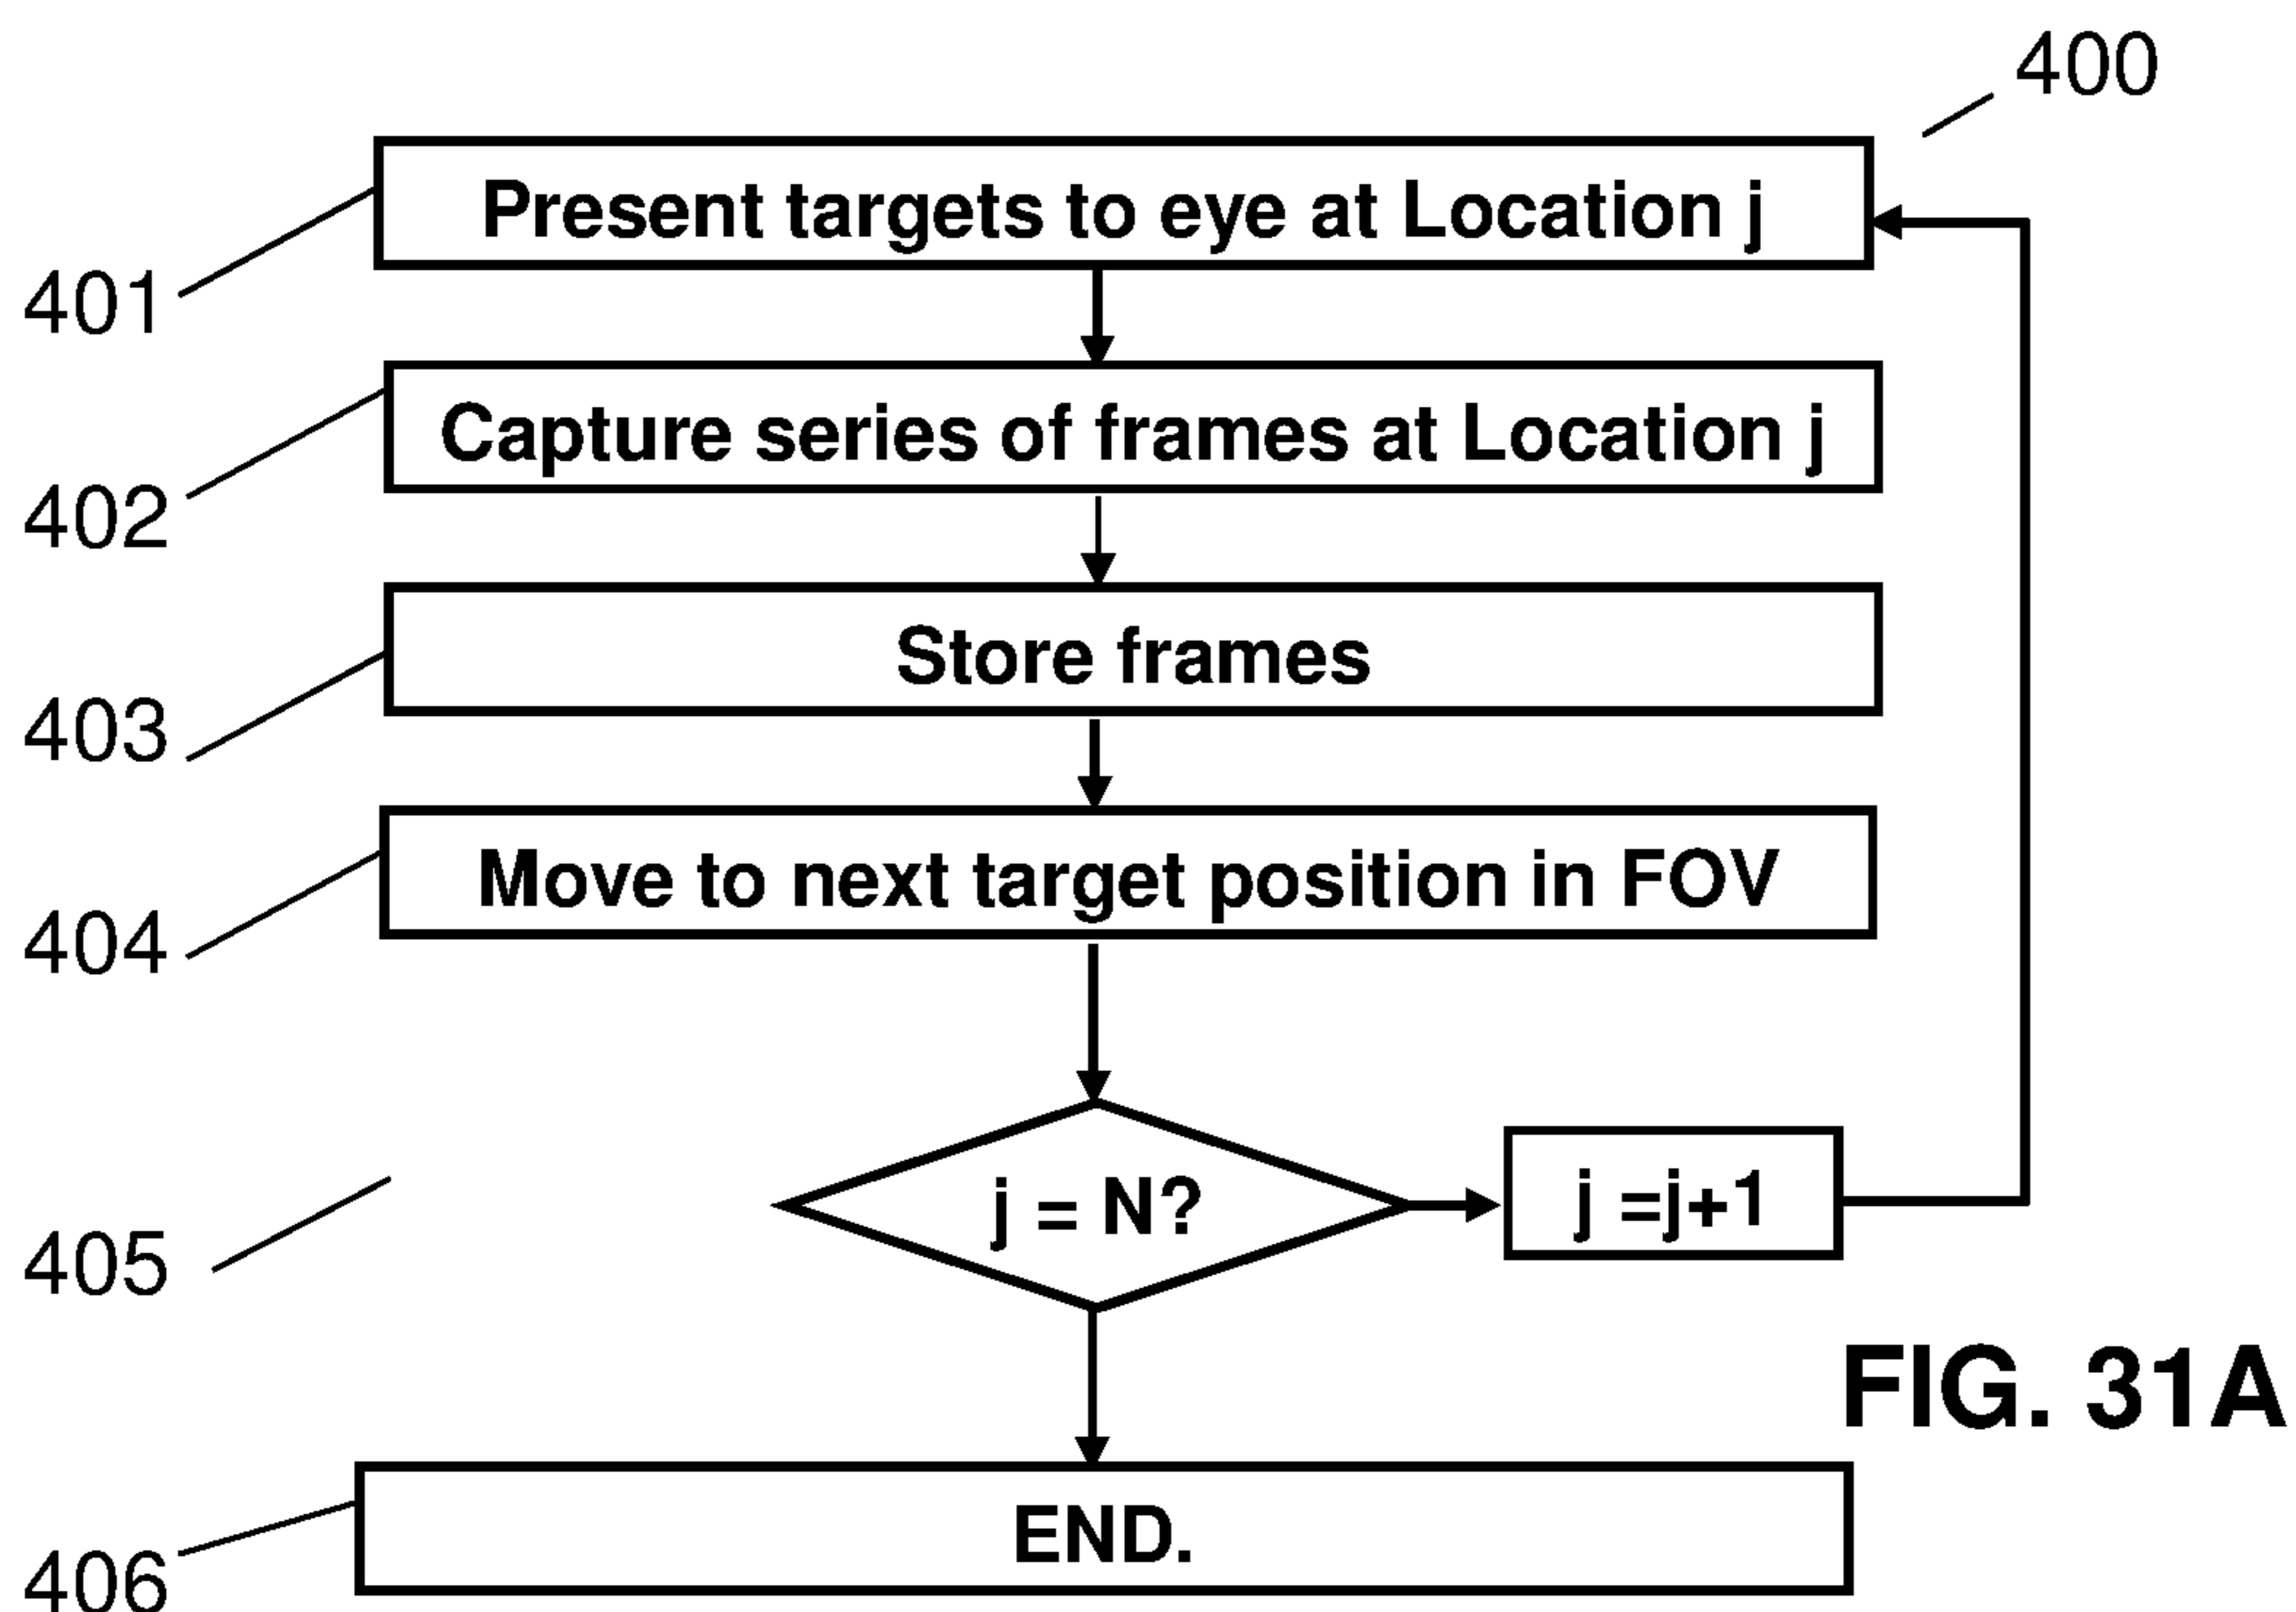 400
Present targets to eye at Location j
401
Capture series of frames at Location j
402
Store frames
403
Move to next target position in FOV
404
j = N?
j =j+1
405
FIG. 31A
END.
406